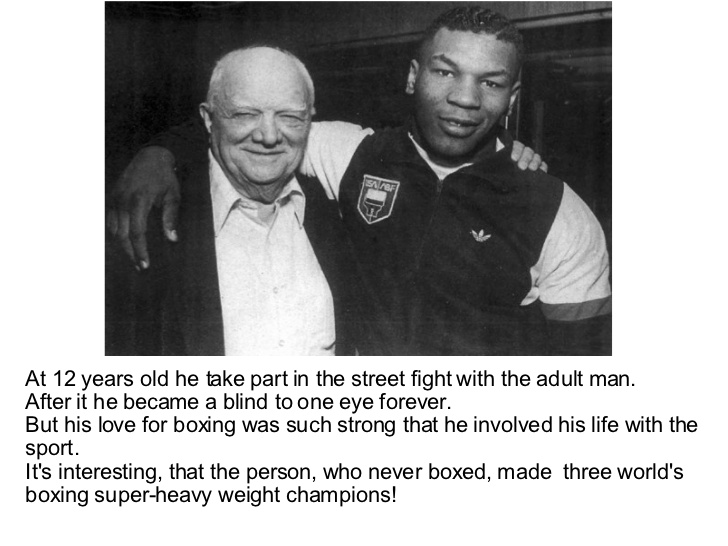 USA/ABF
At 12 years old he take part in the street fight with the adult man.
After it he became a blind to one eye forever.
But his love for boxing was such strong that he involved his life with the
sport.
It's interesting, that the person, who never boxed, made  three world's
boxing super-heavy weight champions!